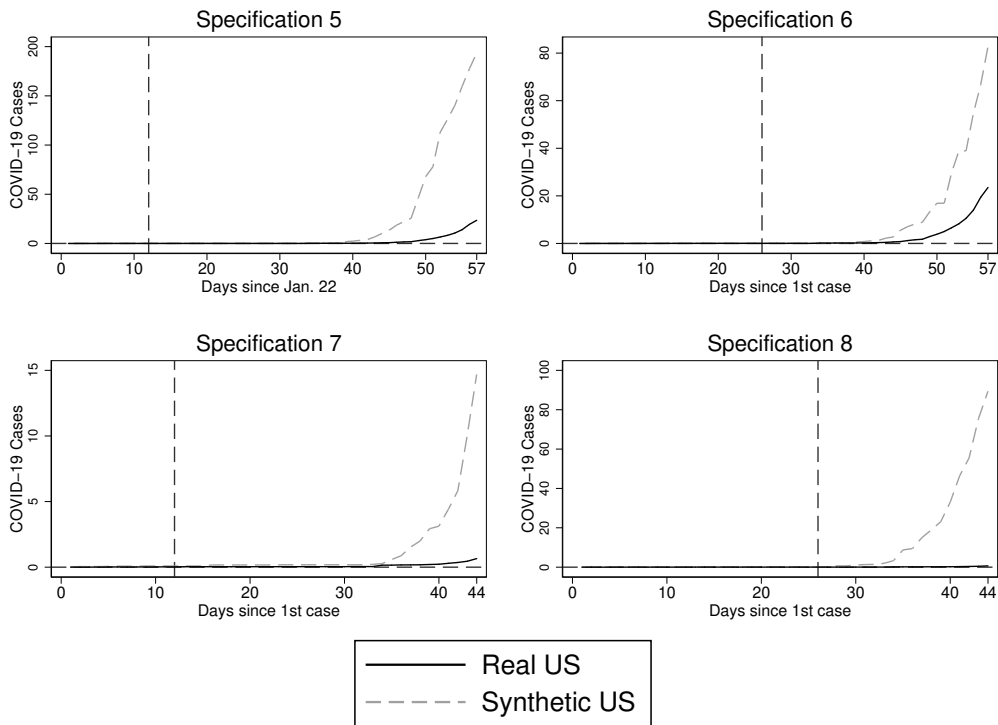 Specification 5
COVID−19 Cases
200
150
100
50
0
0 10 20 30 40 50 57
Days since Jan. 22
Specification 6
COVID−19 Cases
80
60
40
20
0
0 10 20 30 40 50 57
Days since 1st case
Specification 7
COVID−19 Cases
15
10
5
0
0 10 20 30 40 44
Days since 1st case
Specification 8
COVID−19 Cases
100
80
60
40
20
0
0 10 20 30 40 44
Days since 1st case
Real US
Synthetic US